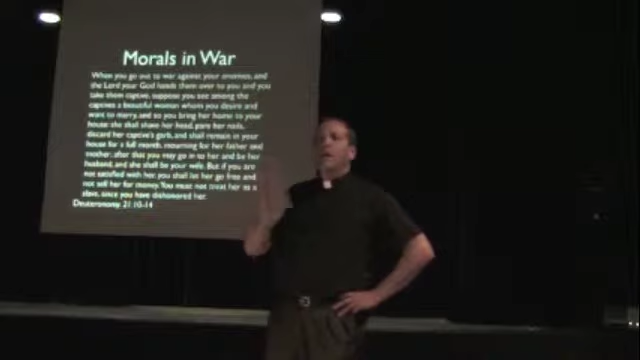 Morals in War
When you go out to war against your enemies, and
the Lord your God hands them over to you and you
take them captive, suppose you see among the
captives a beautiful woman whom you desire and
want to marry, and so you bring her home to your
house: she shall shave her head, pare her nails,
discard her captive's garb, and shall remain in your
house for a full month, mourning for her father and
mother; after that you may go in to her and be her
husband, and she shall be your wife. But if you are
not satisfied with her, you shall let her go free and
not sell her for money. You must not treat her as a
slave, since you have dishonored her.
Deuteronomy 21:10-14